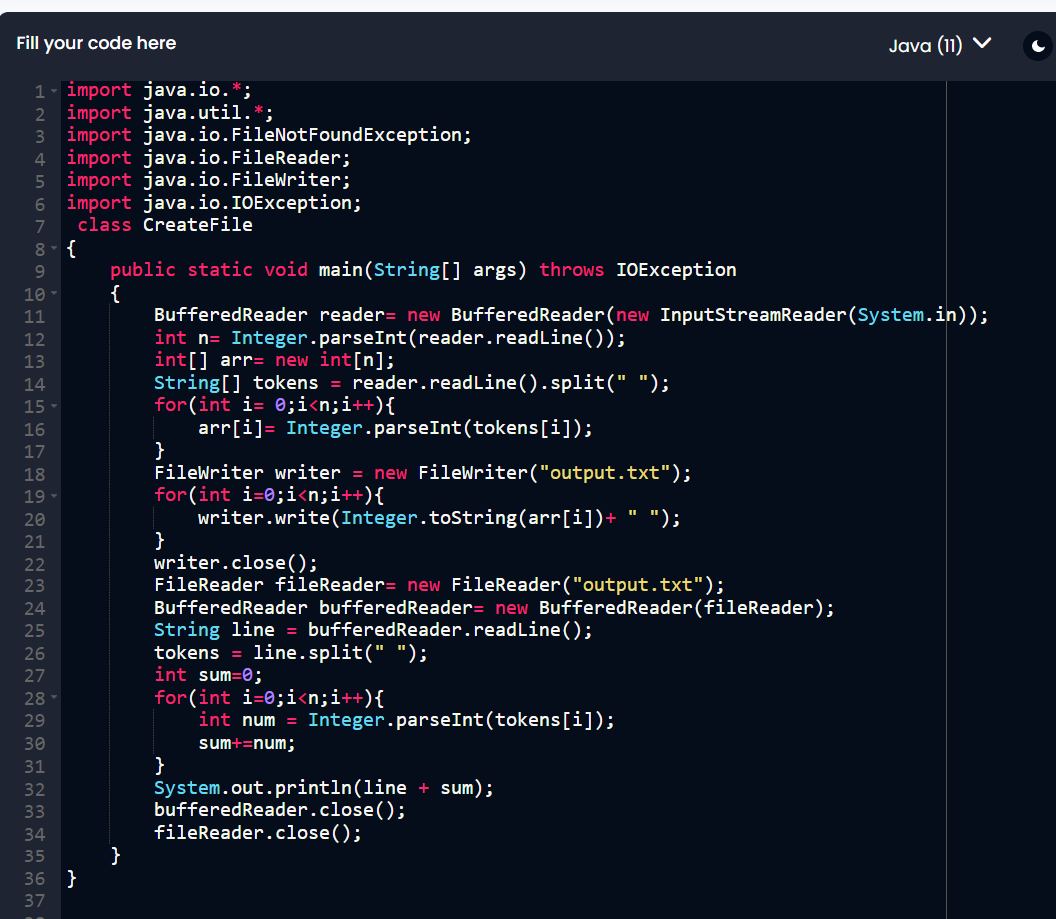 Fill your code here
Java (11)
1 import java.io.*;
2 import java.util.*;
3 import java.io.FileNotFoundException;
4 import java.io.FileReader;
5 import java.io.FileWriter;
6 import java.io.IOException;
7  class CreateFile
8 {
9     public static void main(String[] args) throws IOException
10     {
11         BufferedReader reader= new BufferedReader(new InputStreamReader(System.in));
12         int n= Integer.parseInt(reader.readLine());
13         int[] arr= new int[n];
14         String[] tokens = reader.readLine().split(" ");
15         for(int i= 0;i<n;i++){
16             arr[i]= Integer.parseInt(tokens[i]);
17         }
18         FileWriter writer = new FileWriter("output.txt");
19         for(int i=0;i<n;i++){
20             writer.write(Integer.toString(arr[i])+ " ");
21         }
22         writer.close();
23         FileReader fileReader= new FileReader("output.txt");
24         BufferedReader bufferedReader= new BufferedReader(fileReader);
25         String line = bufferedReader.readLine();
26         tokens = line.split(" ");
27         int sum=0;
28         for(int i=0;i<n;i++){
29             int num = Integer.parseInt(tokens[i]);
30             sum+=num;
31         }
32         System.out.println(line + sum);
33         bufferedReader.close();
34         fileReader.close();
35     }
36 }
37